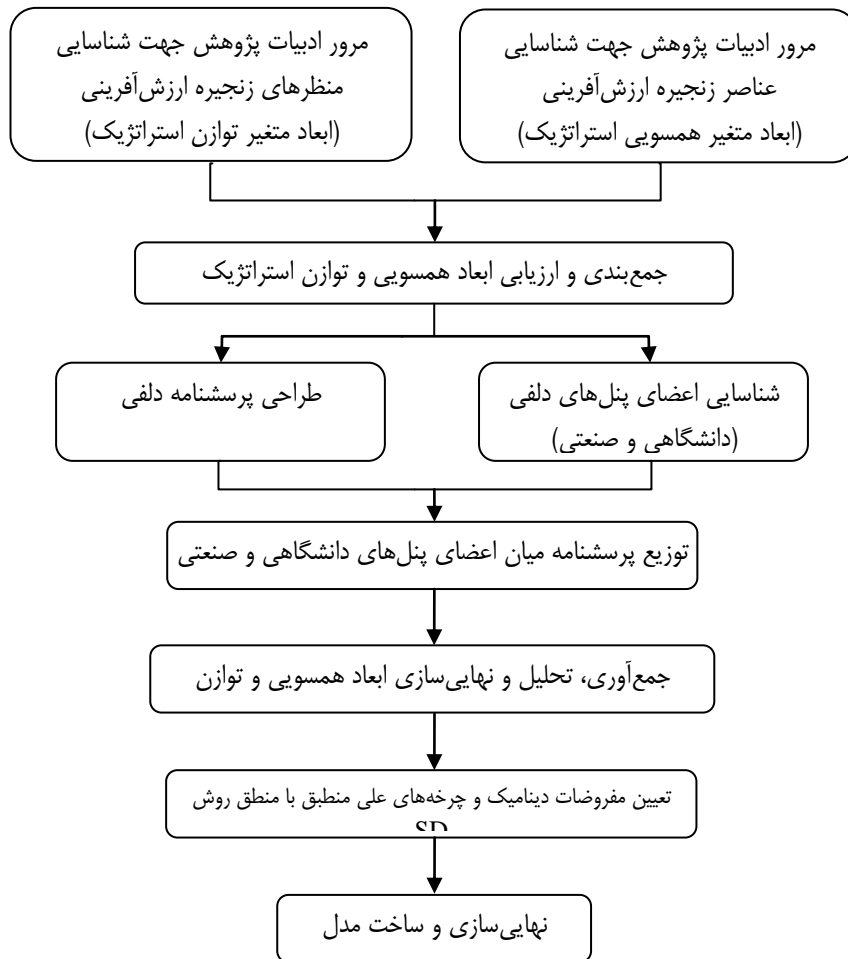 مرور ادبیات پژوهش جهت شناسایی
عناصر زنجیره ارزش‌آفرینی
(ابعاد متغیر همسویی استراتژیک)
مرور ادبیات پژوهش جهت شناسایی
منظرهای زنجیره ارزش‌آفرینی
(ابعاد متغیر توازن استراتژیک)
جمع‌بندی و ارزیابی ابعاد همسویی و توازن استراتژیک
شناسایی اعضای پنل‌های دلفی
(دانشگاهی و صنعتی)
طراحی پرسشنامه دلفی
توزیع پرسشنامه میان اعضای پنل‌های دانشگاهی و صنعتی
جمع‌آوری، تحلیل و نهایی‌سازی ابعاد همسویی و توازن
تعیین مفروضات دینامیک و چرخه‌های علی منطبق با منطق روش
SD
نهایی‌سازی و ساخت مدل